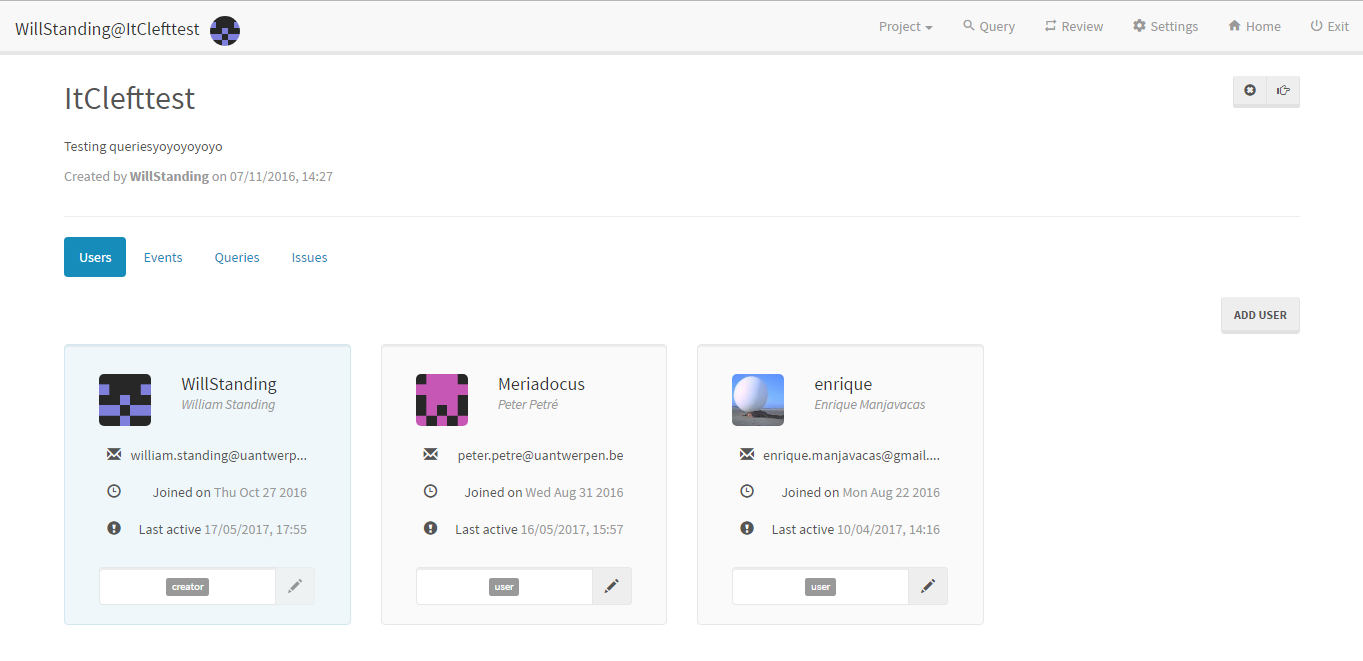 WillStanding@ItClefttest
Project Query Review Settings Home Exit
ItClefttest
Testing queriesyoyoyoyoyo
Created by WillStanding on 07/11/2016, 14:27
Users Events Queries Issues
ADD USER
WillStanding
William Standing
william.standing@uantwerp...
Joined on Thu Oct 27 2016
Last active 17/05/2017, 17:55
creator
Meriadocus
Peter Petré
peter.petre@uantwerpen.be
Joined on Wed Aug 31 2016
Last active 16/05/2017, 15:57
user
enrique
Enrique Manjavacas
enrique.manjavacas@gmail....
Joined on Mon Aug 22 2016
Last active 10/04/2017, 14:16
user